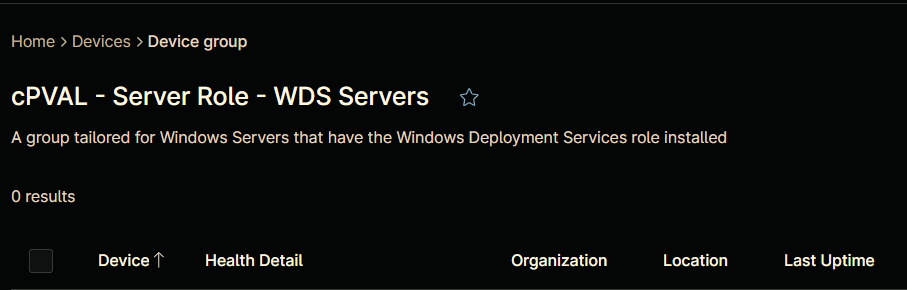 Home > Devices > Device group
cPVAL - Server Role - WDS Servers
A group tailored for Windows Servers that have the Windows Deployment Services role installed
0 results
Device ↑ Health Detail Organization Location Last Uptime